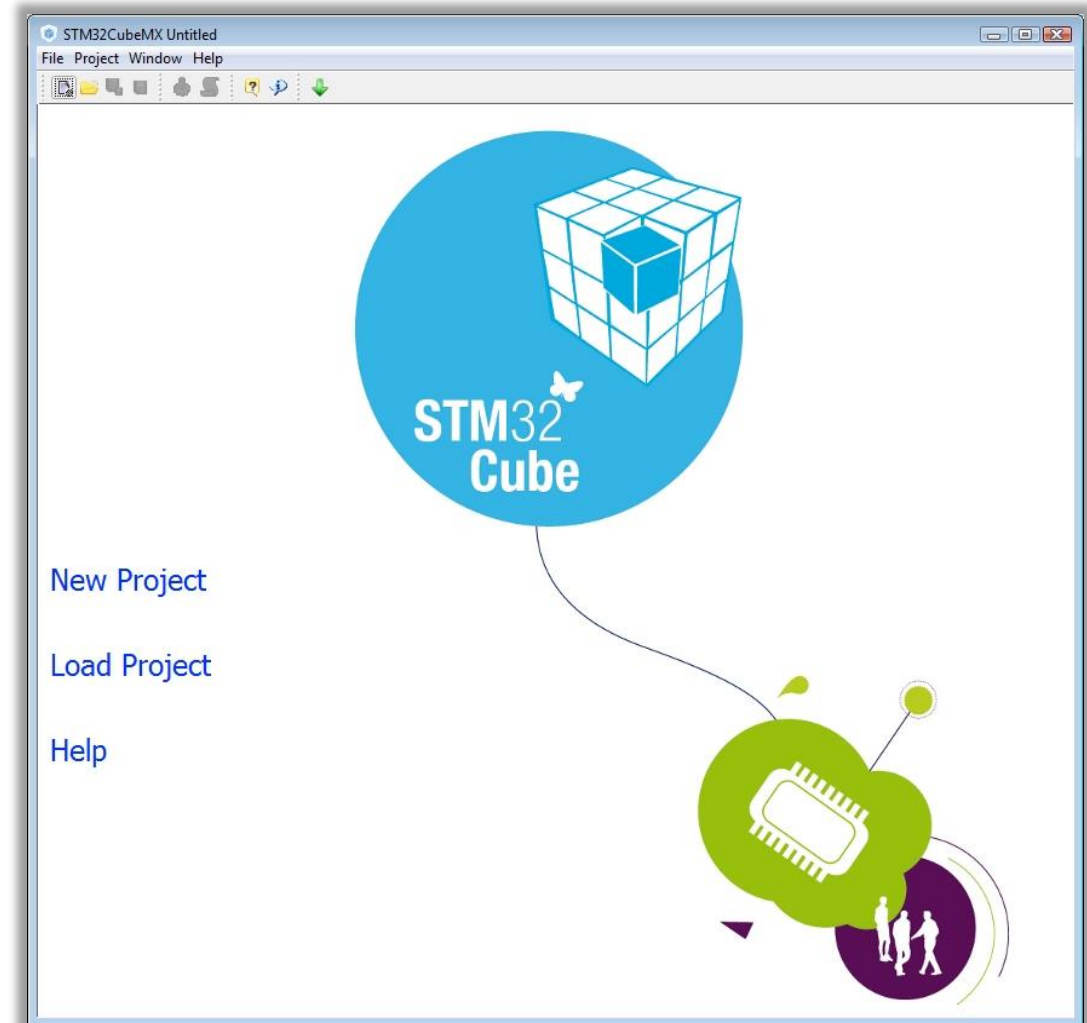 STM32CubeMX Untitled
File Project Window Help
STM32
Cube
New Project
Load Project
Help